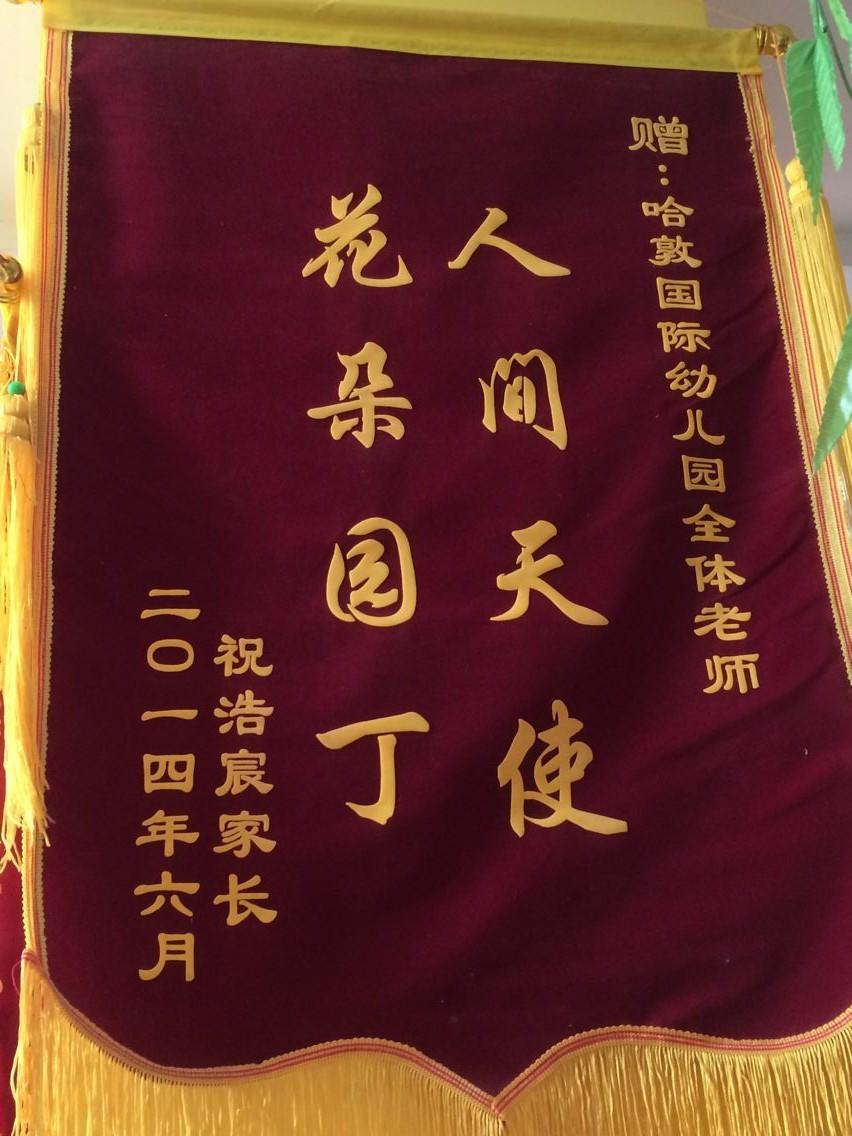 赠:哈敦国际幼儿园全体老师
人间天使
花朵园丁
祝浩宸家长
二〇一四年六月